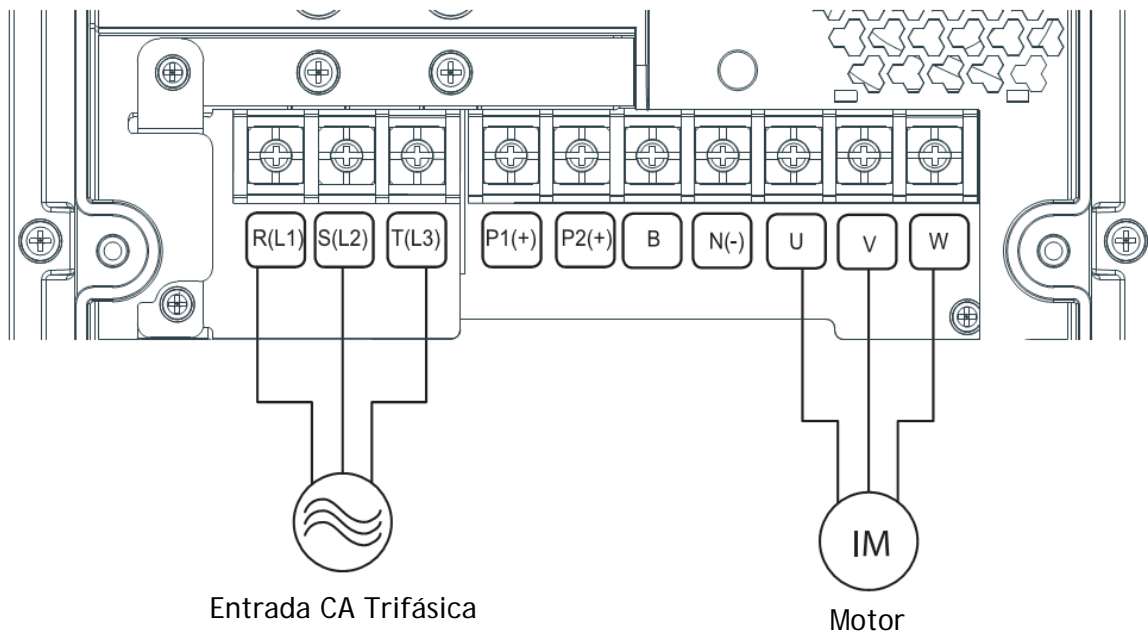 R(L1) S(L2) T(L3) P1(+) P2(+) B N(-) U V W
IM
Entrada CA Trifásica
Motor